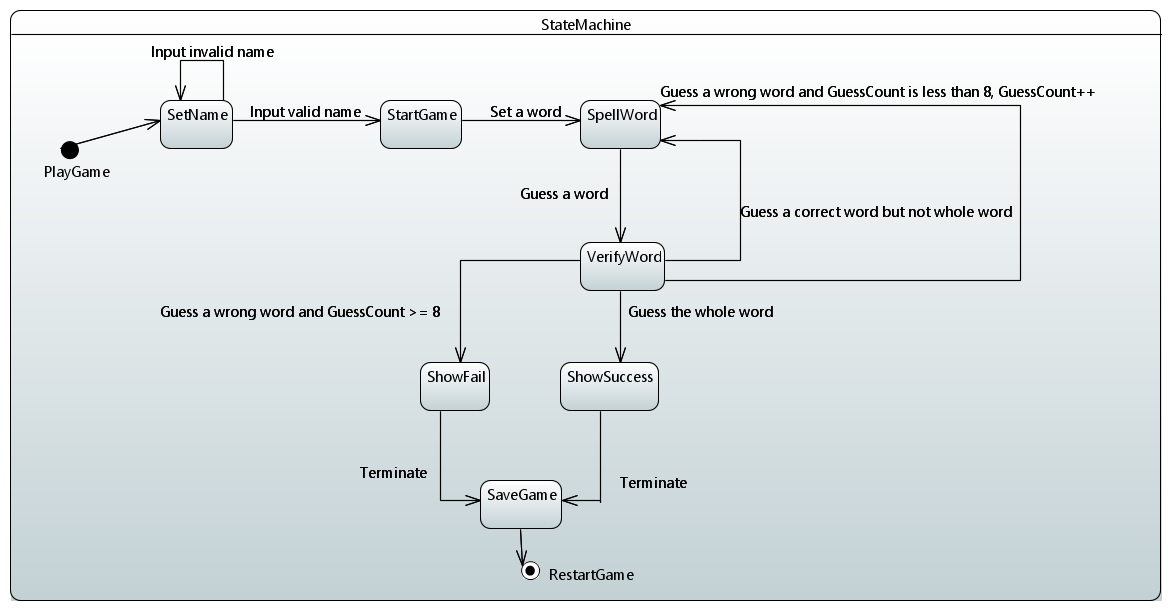 StateMachine
Input invalid name
Guess a wrong word and GuessCount is less than 8, GuessCount++
SetName
Input valid name
StartGame
Set a word
SpellWord
PlayGame
Guess a word
Guess a correct word but not whole word
VerifyWord
Guess a wrong word and GuessCount >= 8
Guess the whole word
ShowFail
ShowSuccess
Terminate
Terminate
SaveGame
RestartGame